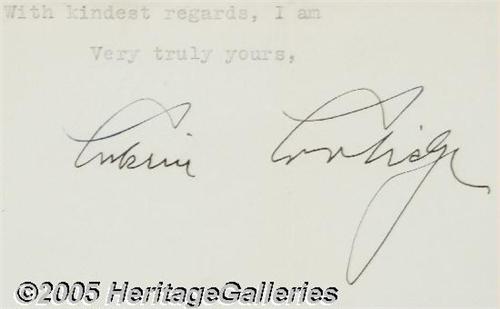 With kindest regards, I am
Very truly yours,
Calvin Coolidge
©2005 HeritageGalleries